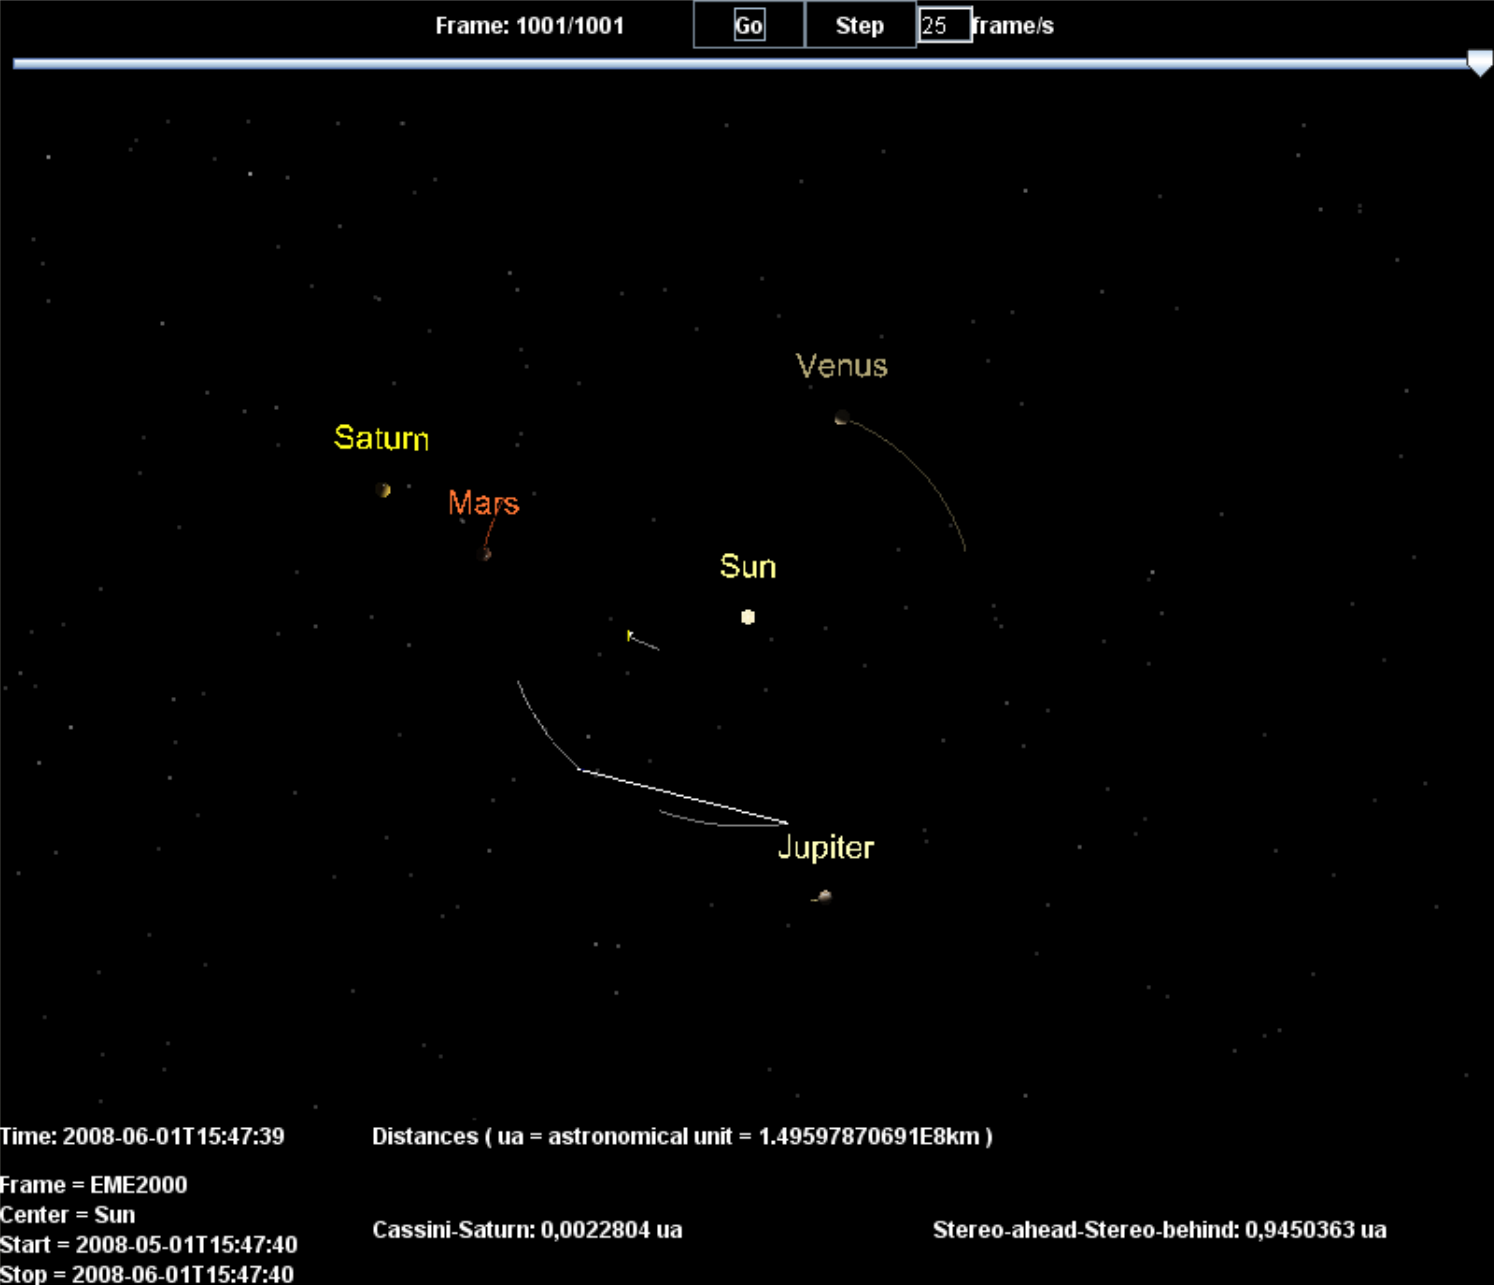 Frame: 1001/1001 Go Step 25 frame/s
Venus
Saturn
Mars
Sun
Jupiter
Time: 2008-06-01T15:47:39 Distances ( ua = astronomical unit = 1.49597870691E8km )
Frame = EME2000
Center = Sun
Cassini-Saturn: 0,0022804 ua Stereo-ahead-Stereo-behind: 0,9450363 ua
Start = 2008-05-01T15:47:40
Stop = 2008-06-01T15:47:40